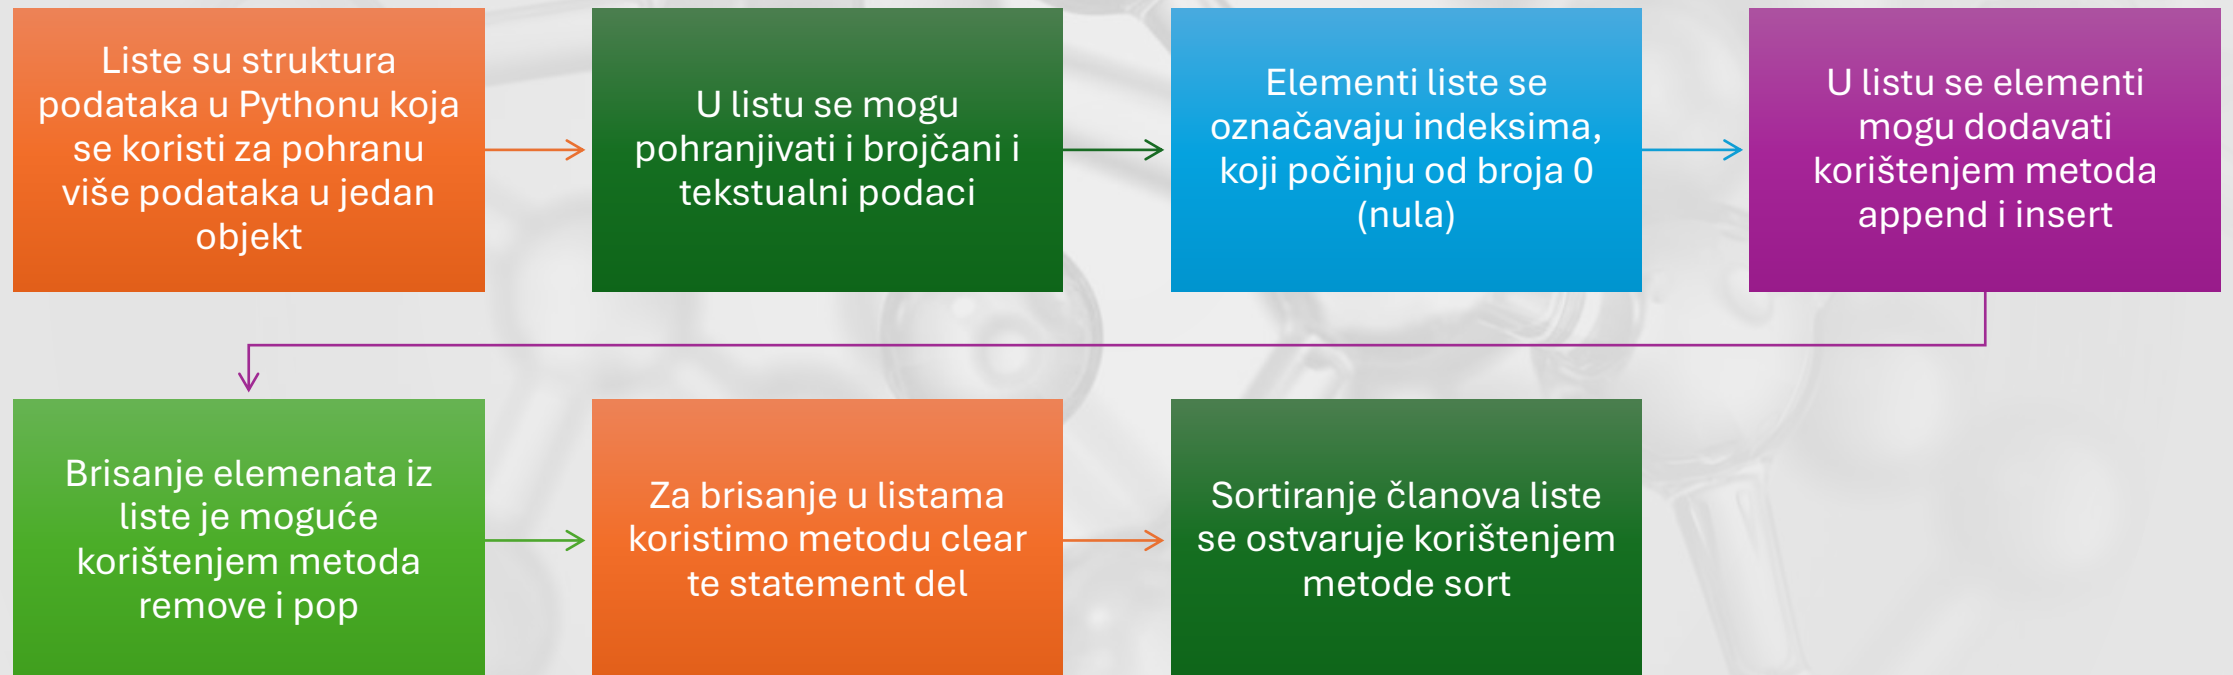 Liste su struktura
podataka u Pythonu koja
se koristi za pohranu
više podataka u jedan
objekt
U listu se mogu
pohranjivati i brojčani i
tekstualni podaci
Elementi liste se
označavaju indeksima,
koji počinju od broja 0
(nula)
U listu se elementi
mogu dodavati
korištenjem metoda
append i insert
Brisanje elemenata iz
liste je moguće
korištenjem metoda
remove i pop
Za brisanje u listama
koristimo metodu clear
te statement del
Sortiranje članova liste
se ostvaruje korištenjem
metode sort